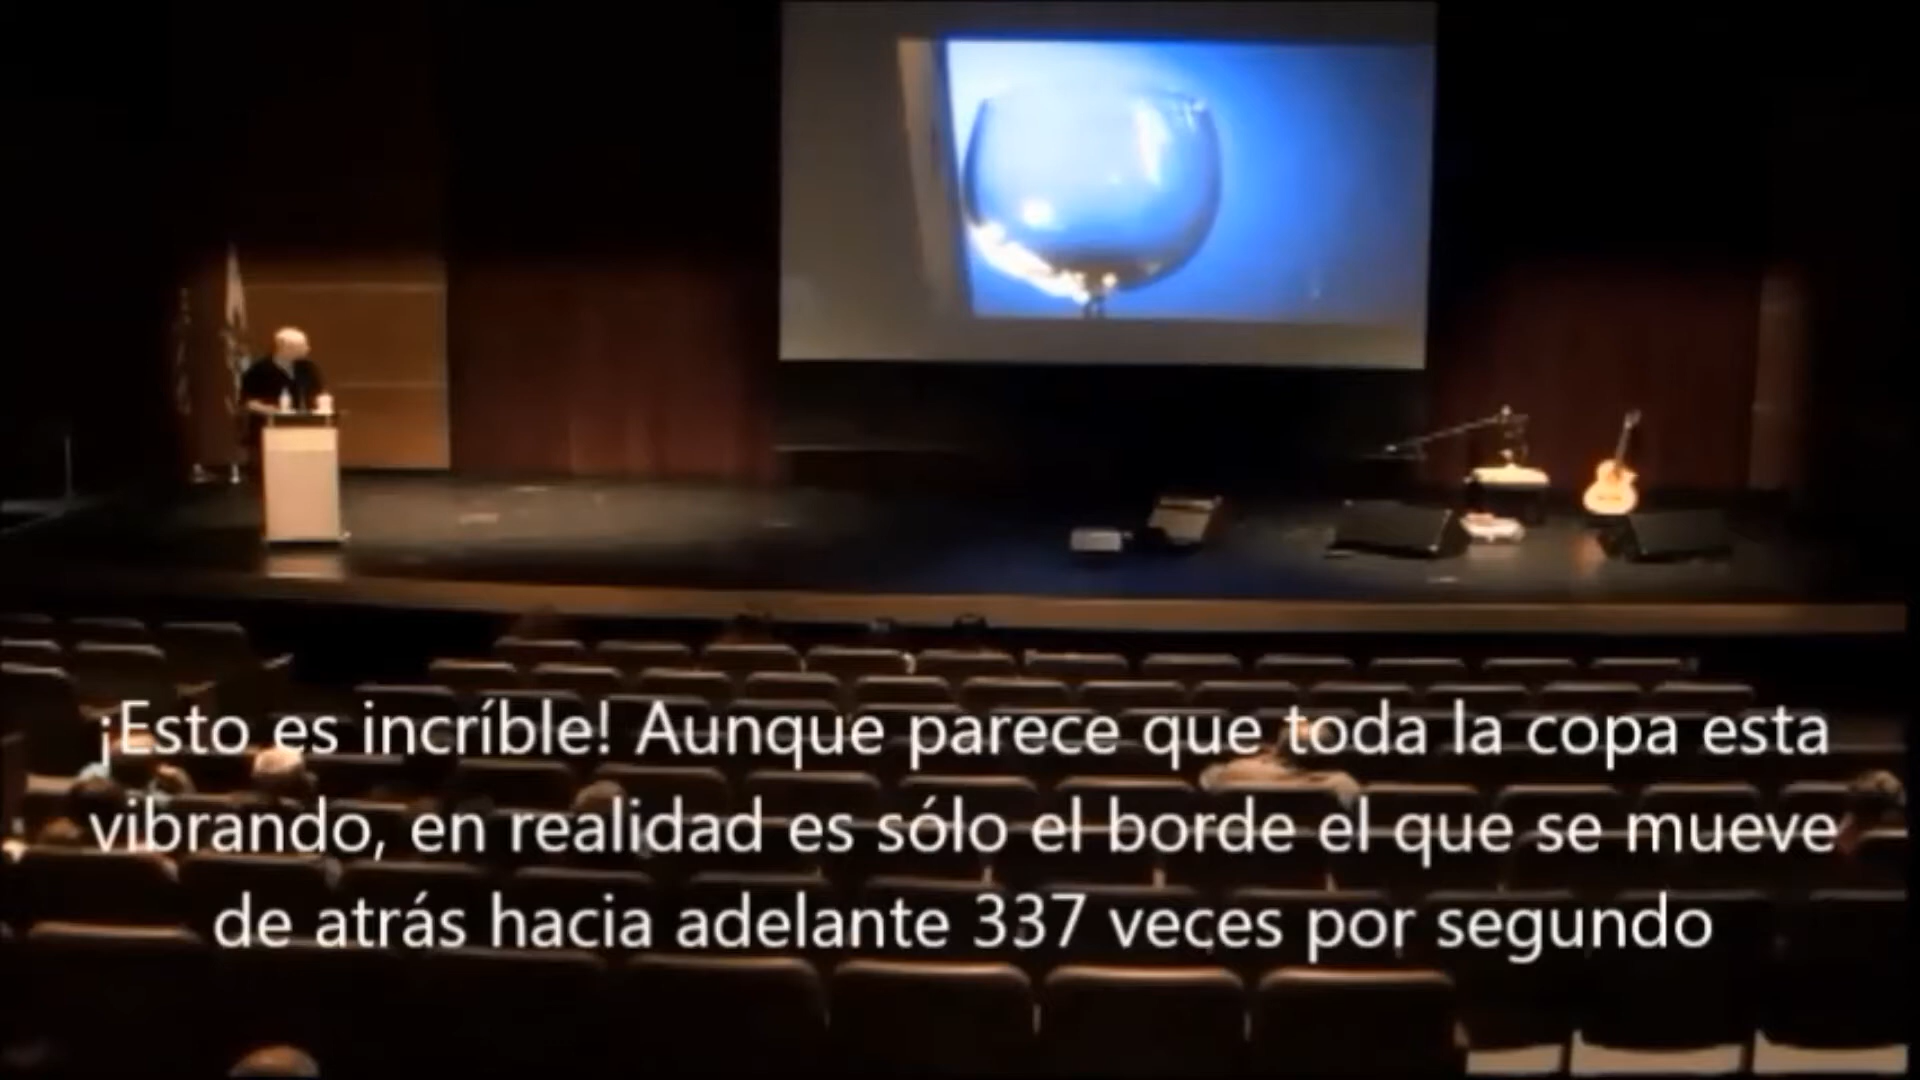 ¡Esto es incríble! Aunque parece que toda la copa esta
vibrando, en realidad es sólo el borde el que se mueve
de atrás hacia adelante 337 veces por segundo